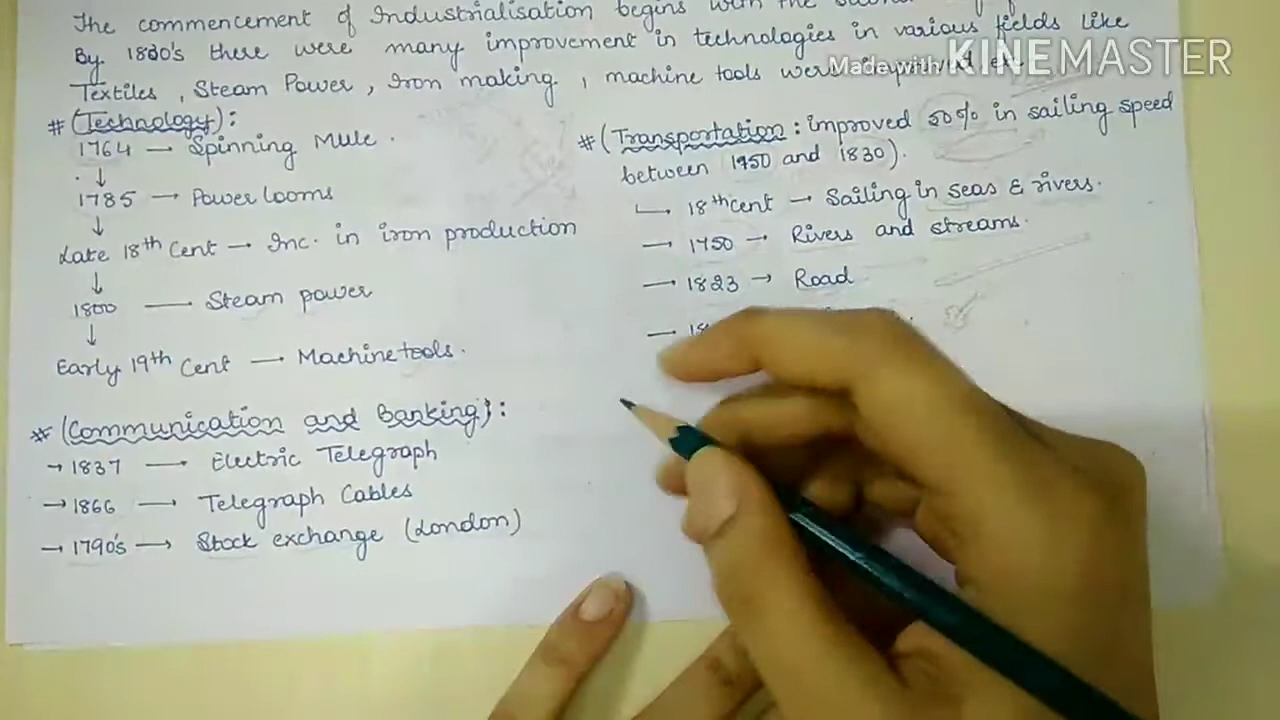 The commencement of Industrialisation begins with the
By 1800's there were many improvement in technologies in various fields like
Textiles, Steam Power, Iron making, machine tools were improved
Made with KINEMASTER
# (Technology):
1764 — Spinning Mule.
↓
1785 — Power looms
↓
Late 18th Cent — Inc. in iron production
↓
1800 — Steam power
↓
Early 19th Cent — Machine tools.
# (Communication and Banking):
→ 1837 — Electric Telegraph
→ 1866 — Telegraph Cables
→ 1790's → Stock exchange (London)
# (Transportation: improved 50% in sailing speed
between 1950 and 1830).
18th cent → Sailing in seas & rivers.
— 1750 → Rivers and streams.
— 1823 → Road